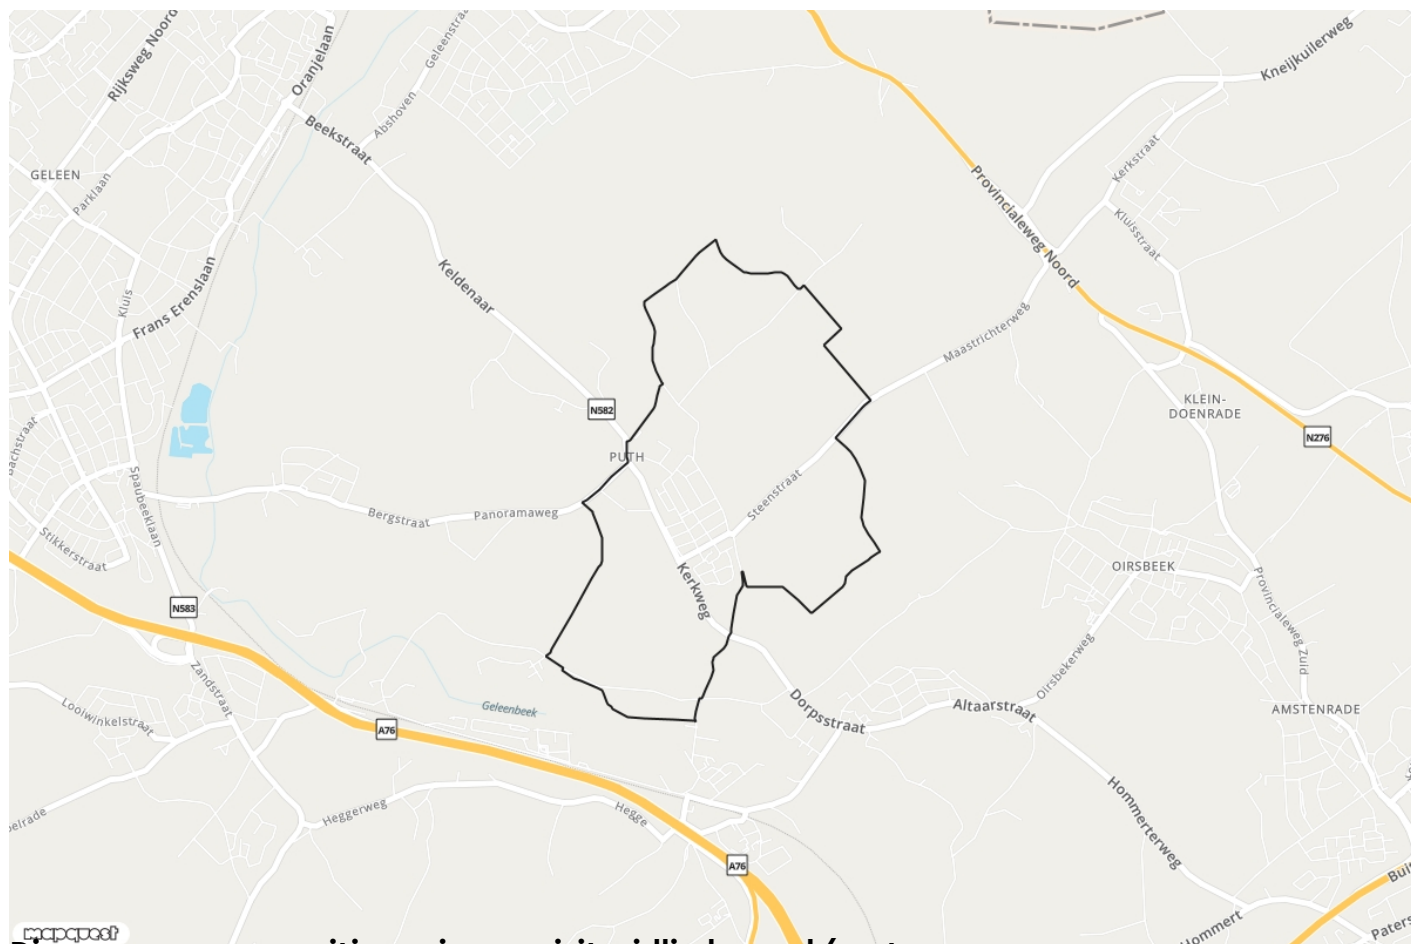 Rijksweg Noord
Oranjelaan
Geleenstraat
Kneijkuilerweg
Abshoven
Beekstraat
Kerkstraat
GELEEN
Parklaan
Provincialeweg Noord
Kluisstraat
Kluis
Frans Erenslaan
Keldenaar
Maastrichterweg
KLEIN-
DOENRADE
N582
N276
PUTH
Spaubeeklaan
Bergstraat
Panoramaweg
Steenstraat
Stikkerstraat
OIRSBEEK
Kerkweg
N583
Provincialeweg Zuid
Oirsbekerweg
Zandstraat
Looiwinkelstraat
Geleenbeek
Dorpsstraat
Altaarstraat
AMSTENRADE
A76
Heggerweg
Hegge
Hommerterweg
A76
Hommert
mapquest